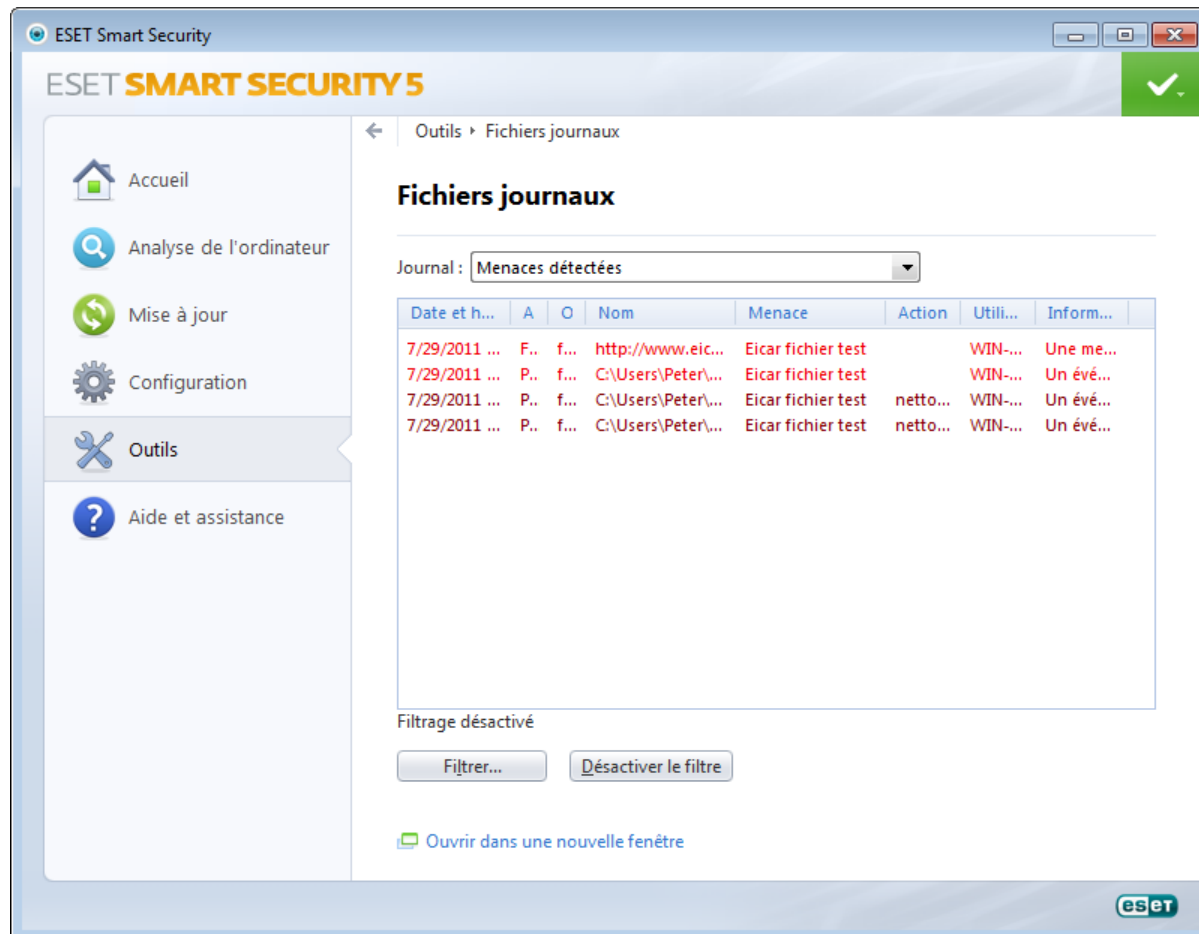 ESET Smart Security
ESET SMART SECURITY 5
Outils ▸ Fichiers journaux
Accueil
Analyse de l'ordinateur
Mise à jour
Configuration
Outils
Aide et assistance
Fichiers journaux
Journal : Menaces détectées
Date et h... A O Nom Menace Action Utili... Inform...
7/29/2011 ... F.. f... http://www.eic... Eicar fichier test WIN-... Une me...
7/29/2011 ... P.. f... C:\Users\Peter\... Eicar fichier test WIN-... Un évé...
7/29/2011 ... P.. f... C:\Users\Peter\... Eicar fichier test netto... WIN-... Un évé...
7/29/2011 ... P.. f... C:\Users\Peter\... Eicar fichier test netto... WIN-... Un évé...
Filtrage désactivé
Filtrer... Désactiver le filtre
Ouvrir dans une nouvelle fenêtre
eset